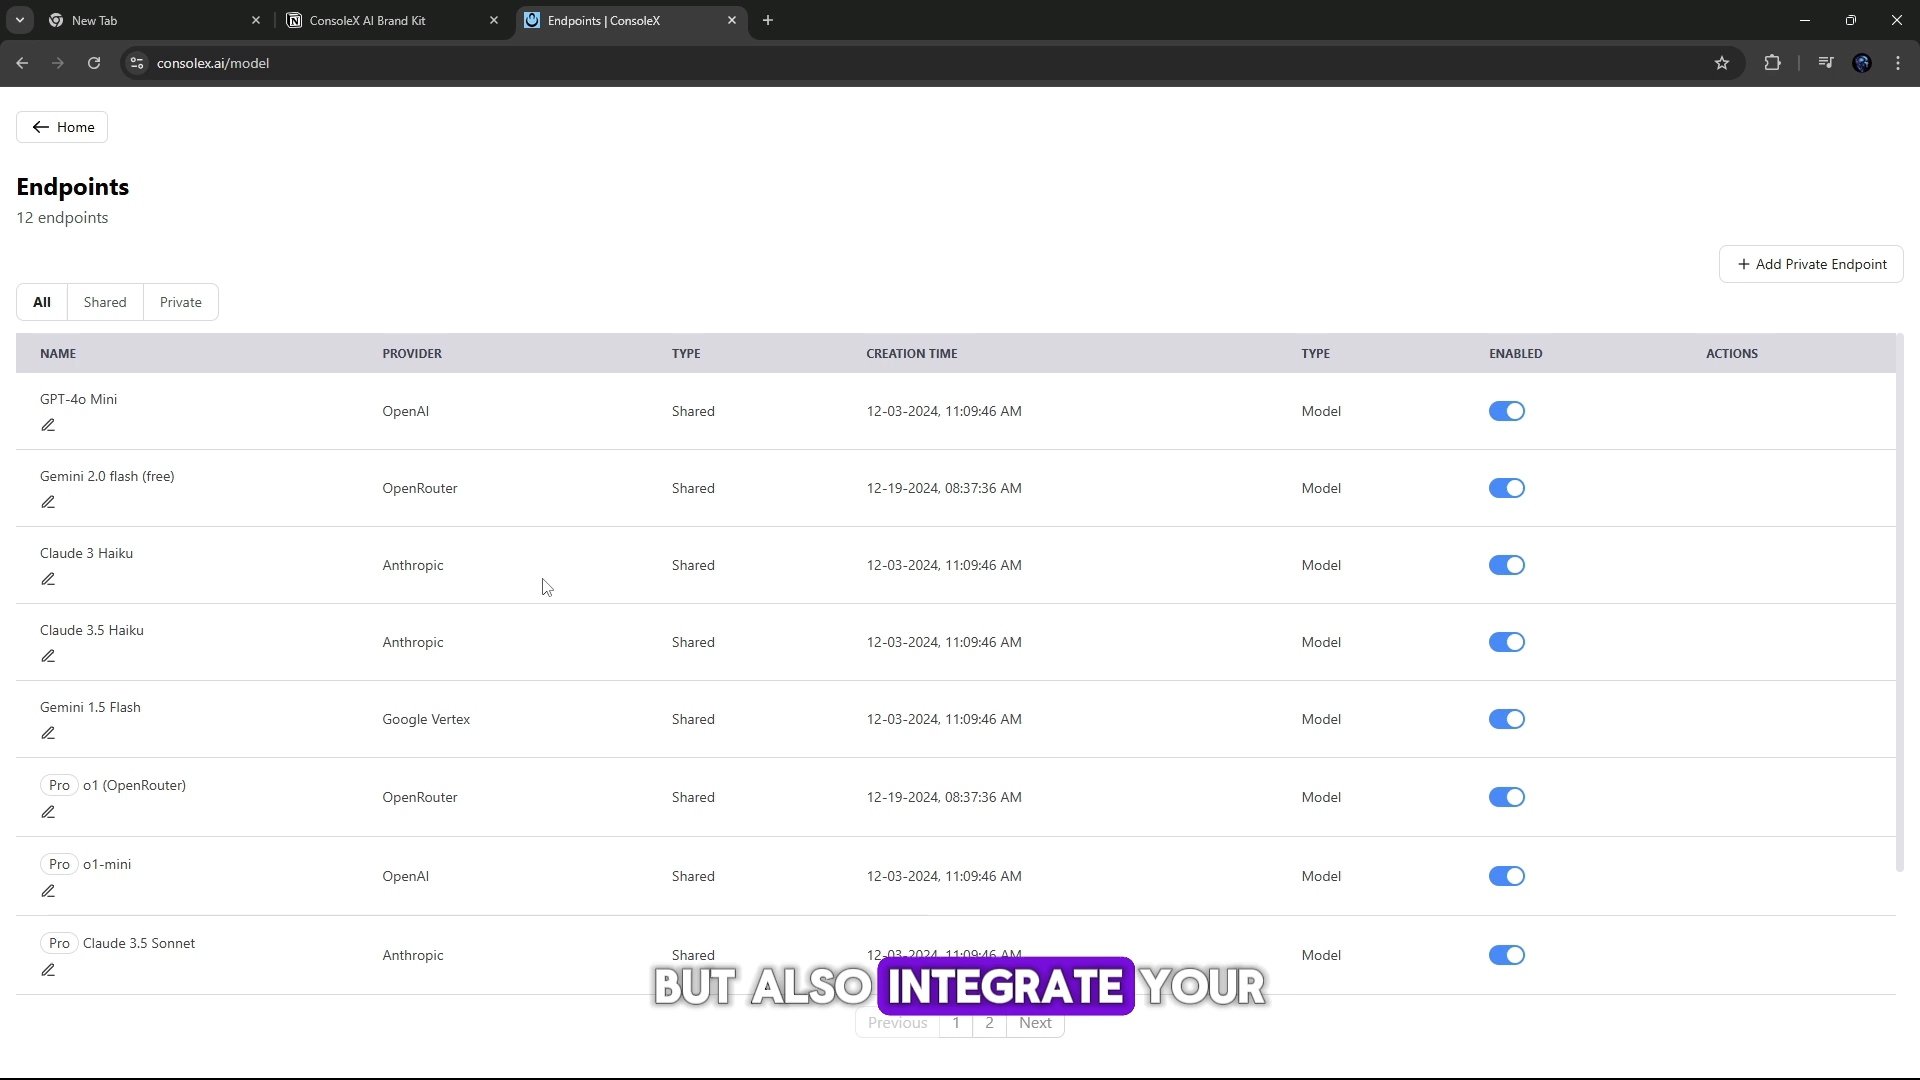 New Tab
ConsoleX AI Brand Kit
Endpoints | ConsoleX
consolex.ai/model
Home
Endpoints
12 endpoints
+ Add Private Endpoint
All Shared Private
NAME PROVIDER TYPE CREATION TIME TYPE ENABLED ACTIONS
GPT-4o Mini OpenAI Shared 12-03-2024, 11:09:46 AM Model
Gemini 2.0 flash (free) OpenRouter Shared 12-19-2024, 08:37:36 AM Model
Claude 3 Haiku Anthropic Shared 12-03-2024, 11:09:46 AM Model
Claude 3.5 Haiku Anthropic Shared 12-03-2024, 11:09:46 AM Model
Gemini 1.5 Flash Google Vertex Shared 12-03-2024, 11:09:46 AM Model
Pro o1 (OpenRouter) OpenRouter Shared 12-19-2024, 08:37:36 AM Model
Pro o1-mini OpenAI Shared 12-03-2024, 11:09:46 AM Model
Pro Claude 3.5 Sonnet Anthropic Shared 12-03-2024, 11:09:46 AM Model
BUT ALSO INTEGRATE YOUR
Previous 1 2 Next